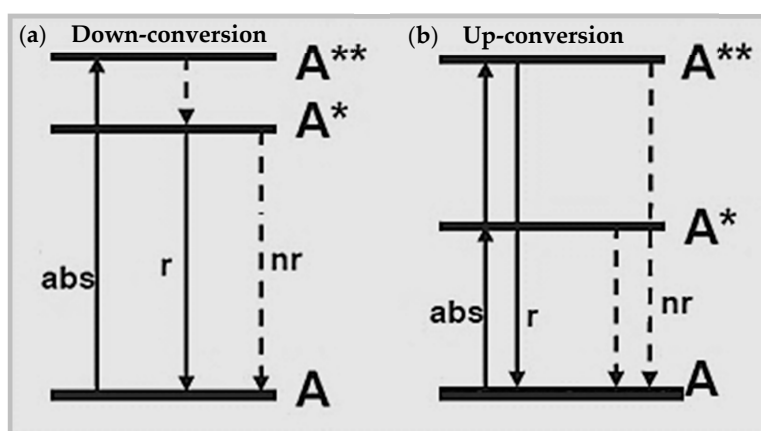 (a) Down-conversion
A**
A*
abs
r
nr
A
(b) Up-conversion
A**
A*
abs
r
nr
A